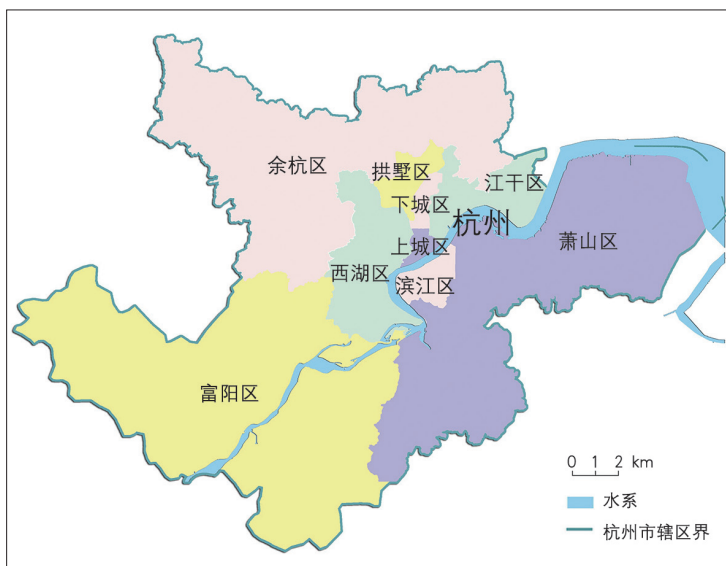 余杭区
拱墅区
江干区
下城区
杭州
上城区
萧山区
西湖区
滨江区
富阳区
0 1 2 km
水系
杭州市辖区界